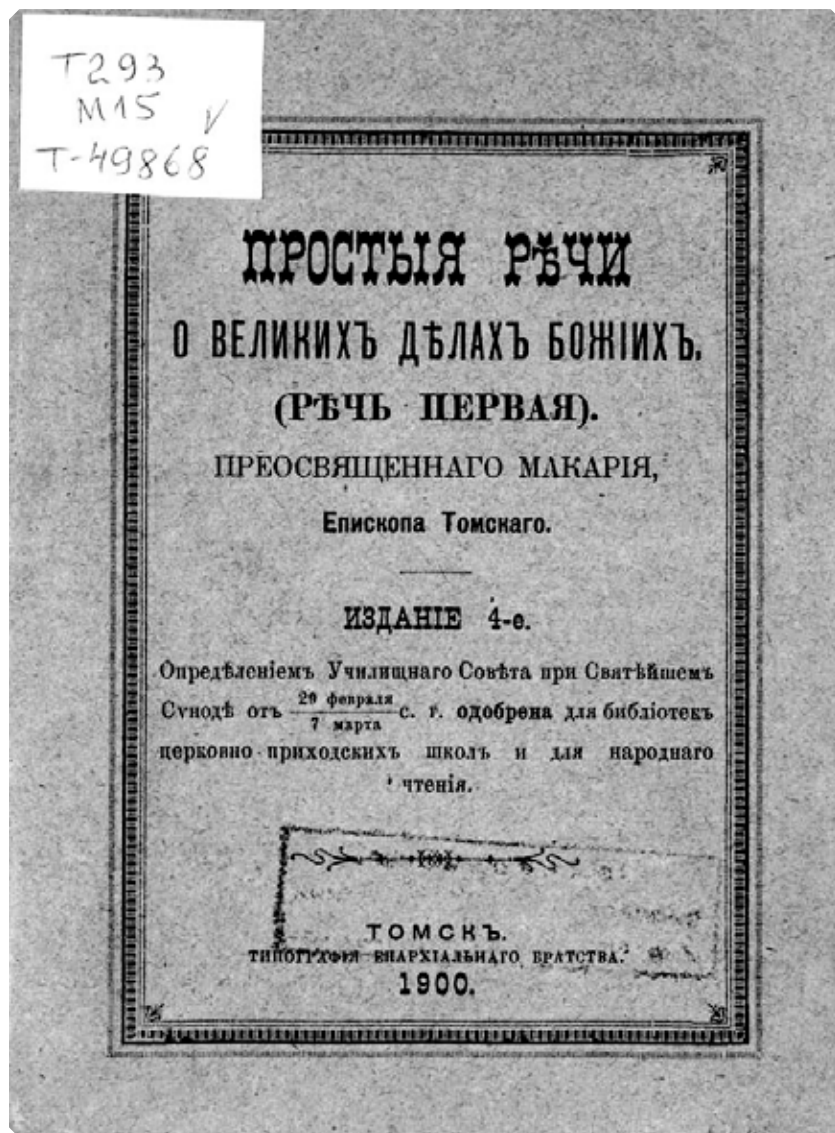 Т293
М15
Т-49868
ПРОСТЫЯ РѢЧИ
О ВЕЛИКИХЪ ДѢЛАХЪ БОЖІИХЪ.
(РѢЧЬ ПЕРВАЯ).
ПРЕОСВЯЩЕННАГО МАКАРІЯ,
Епископа Томскаго.
ИЗДАНІЕ 4-е.
Опредѣленіемъ Училищнаго Совѣта при Святѣйшемъ
Сѵнодѣ отъ 20 февраля / 7 марта с. г. одобрена для библіотекъ
церковно-приходскихъ школъ и для народнаго
чтенія.
ТОМСКЪ.
ТИПОГРАФІЯ ЕПАРХІАЛЬНАГО БРАТСТВА.
1900.